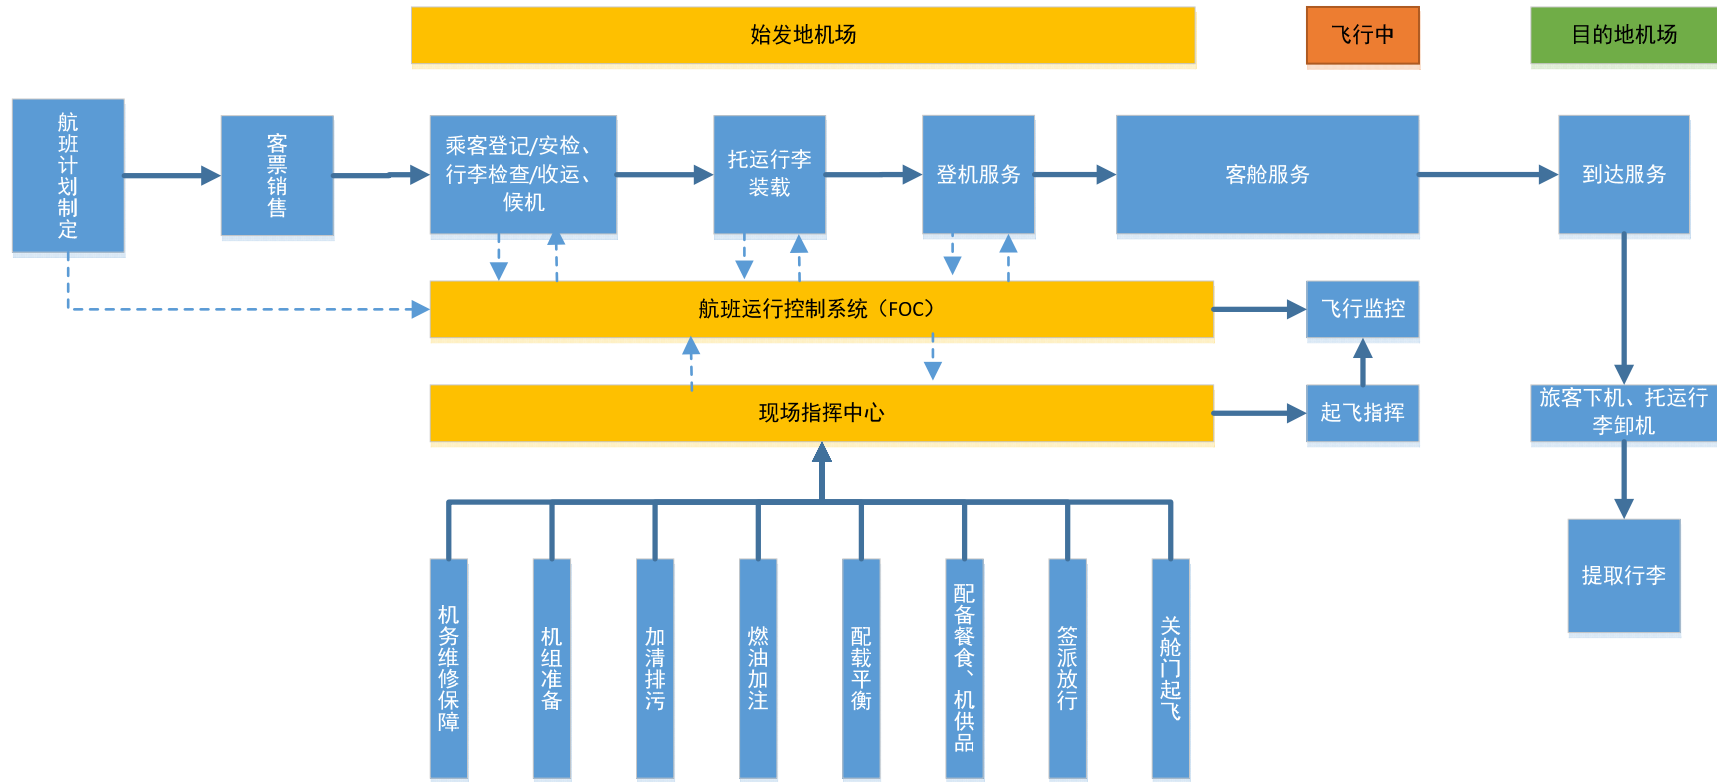 始发地机场
飞行中
目的地机场
航班计划制定
客票销售
乘客登记/安检、
行李检查/收运、
候机
托运行李
装载
登机服务
客舱服务
到达服务
航班运行控制系统（FOC）
飞行监控
现场指挥中心
起飞指挥
旅客下机、托运行
李卸机
提取行李
机务维修保障
机组准备
加清排污
燃油加注
配载平衡
配备餐食、机供品
签派放行
关舱门起飞